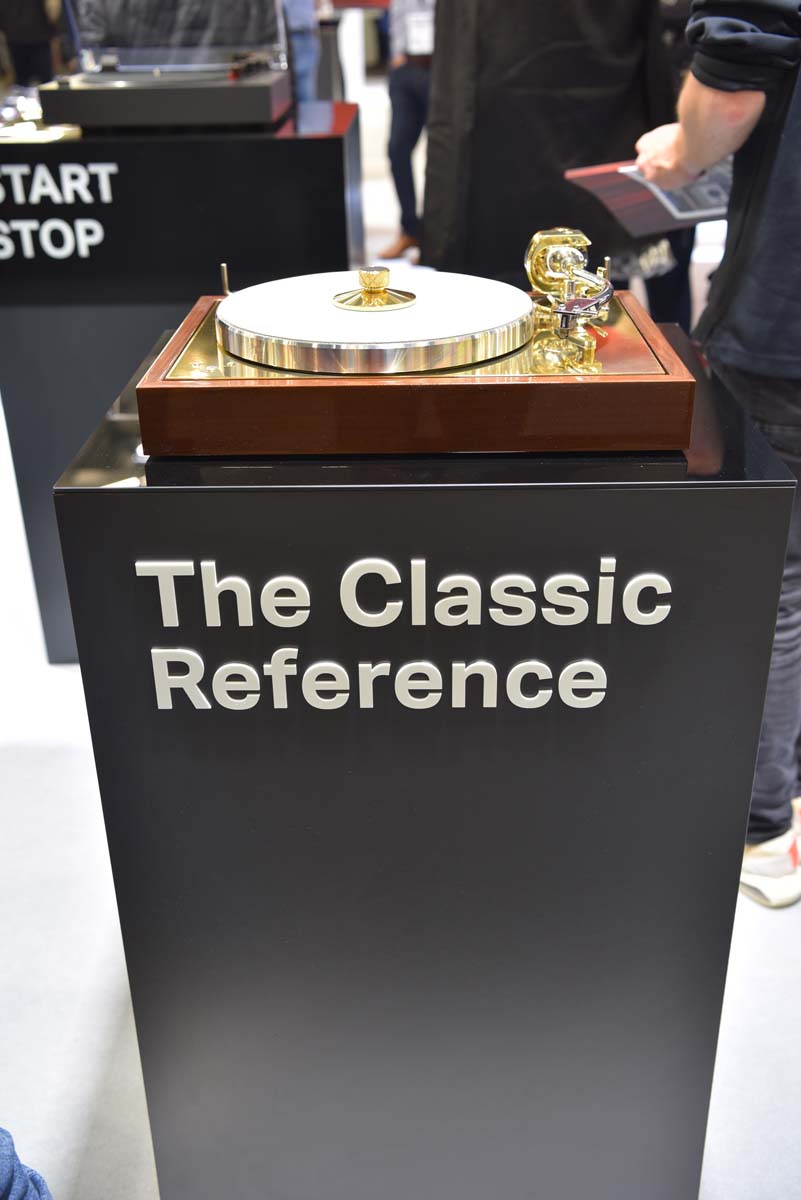 START
STOP
The Classic
Reference